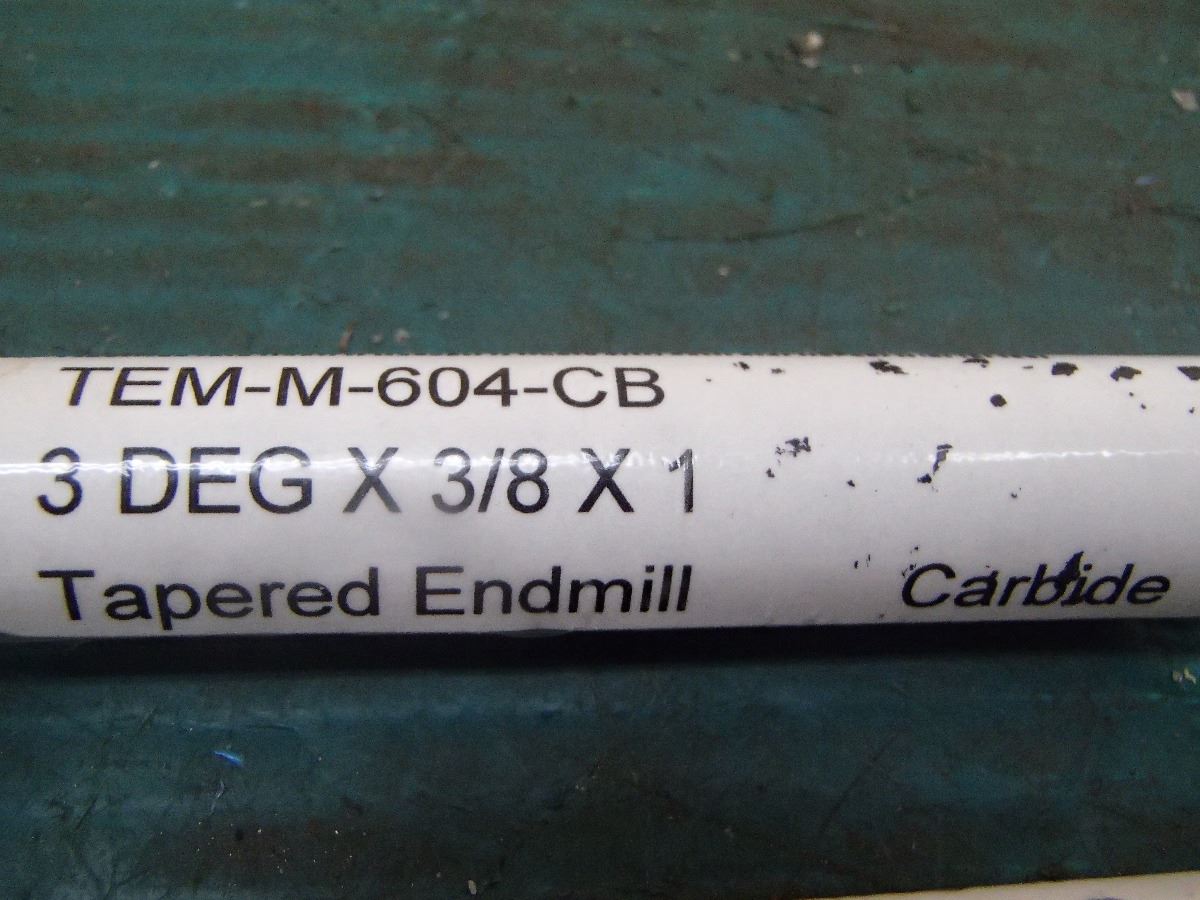 TEM-M-604-CB
3 DEG X 3/8 X 1
Tapered Endmill Carbide